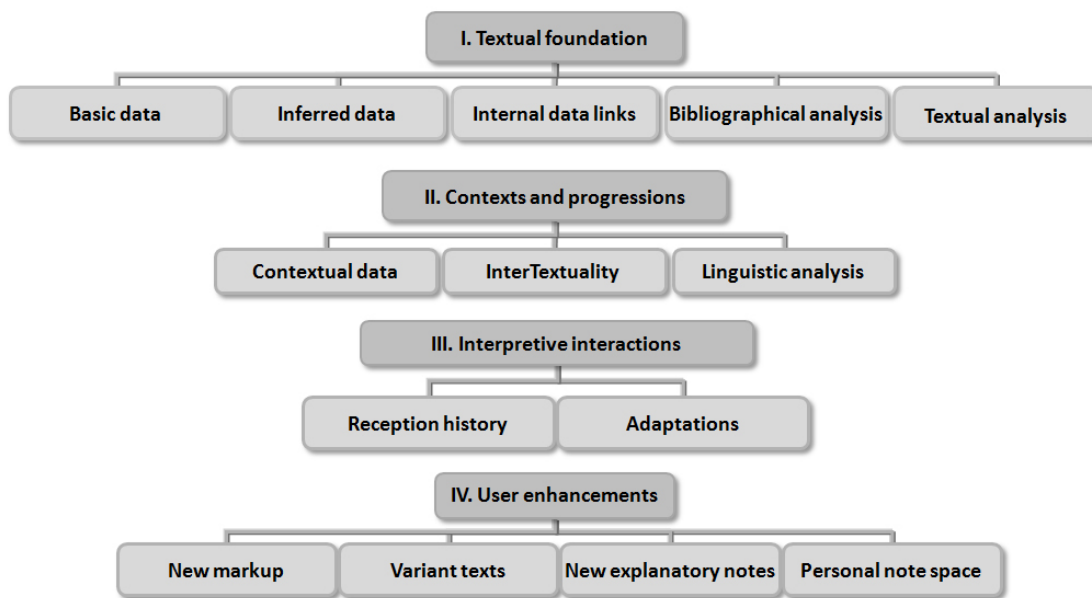 I. Textual foundation
Basic data
Inferred data
Internal data links
Bibliographical analysis
Textual analysis
II. Contexts and progressions
Contextual data
InterTextuality
Linguistic analysis
III. Interpretive interactions
Reception history
Adaptations
IV. User enhancements
New markup
Variant texts
New explanatory notes
Personal note space